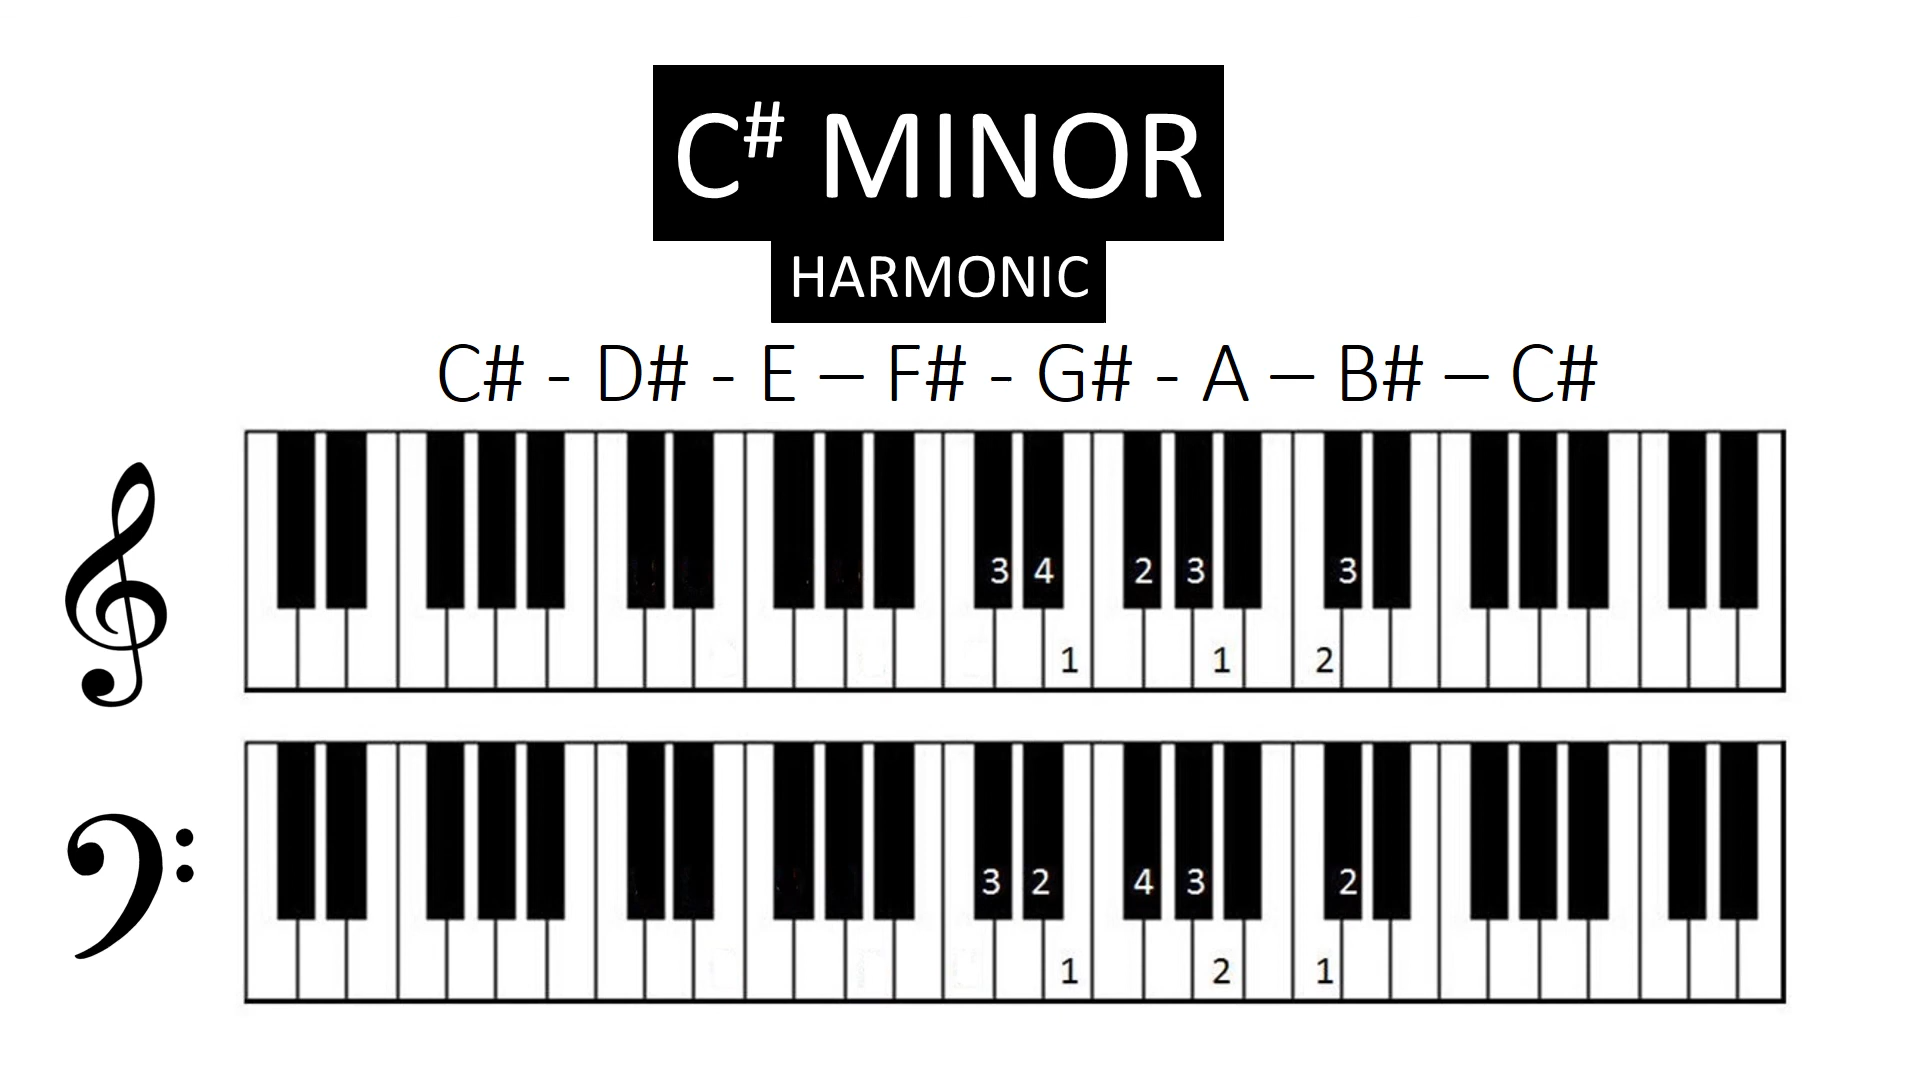 C# MINOR
HARMONIC
C# - D# - E – F# - G# - A – B# – C#
3 4 2 3 3
1 1 2
3 2 4 3 2
1 2 1